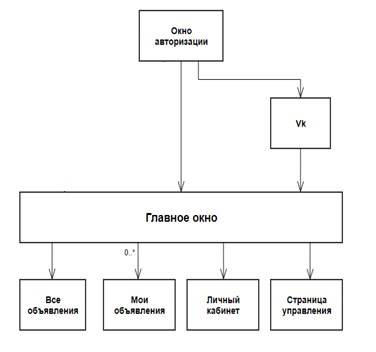 Окно
авторизации
Vk
Главное окно
0..*
Все
объявления
Мои
объявления
Личный
кабинет
Страница
управления